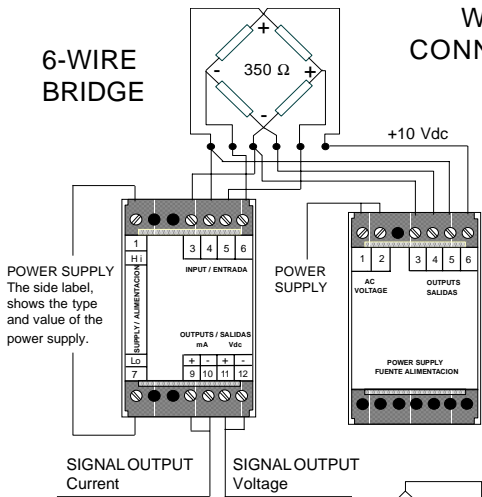 6-WIRE
BRIDGE
W
CONN
+
-
350 Ω
+
-
+10 Vdc
POWER SUPPLY
The side label,
shows the type
and value of the
power supply.
1
Hi
3 4 5 6
INPUT / ENTRADA
SUPPLY / ALIMENTACION
OUTPUTS / SALIDAS
mA Vdc
Lo + - + -
7 9 10 11 12
POWER
SUPPLY
1 2 3 4 5 6
AC
VOLTAGE
OUTPUTS
SALIDAS
POWER SUPPLY
FUENTE ALIMENTACION
SIGNAL OUTPUT
Current
SIGNAL OUTPUT
Voltage